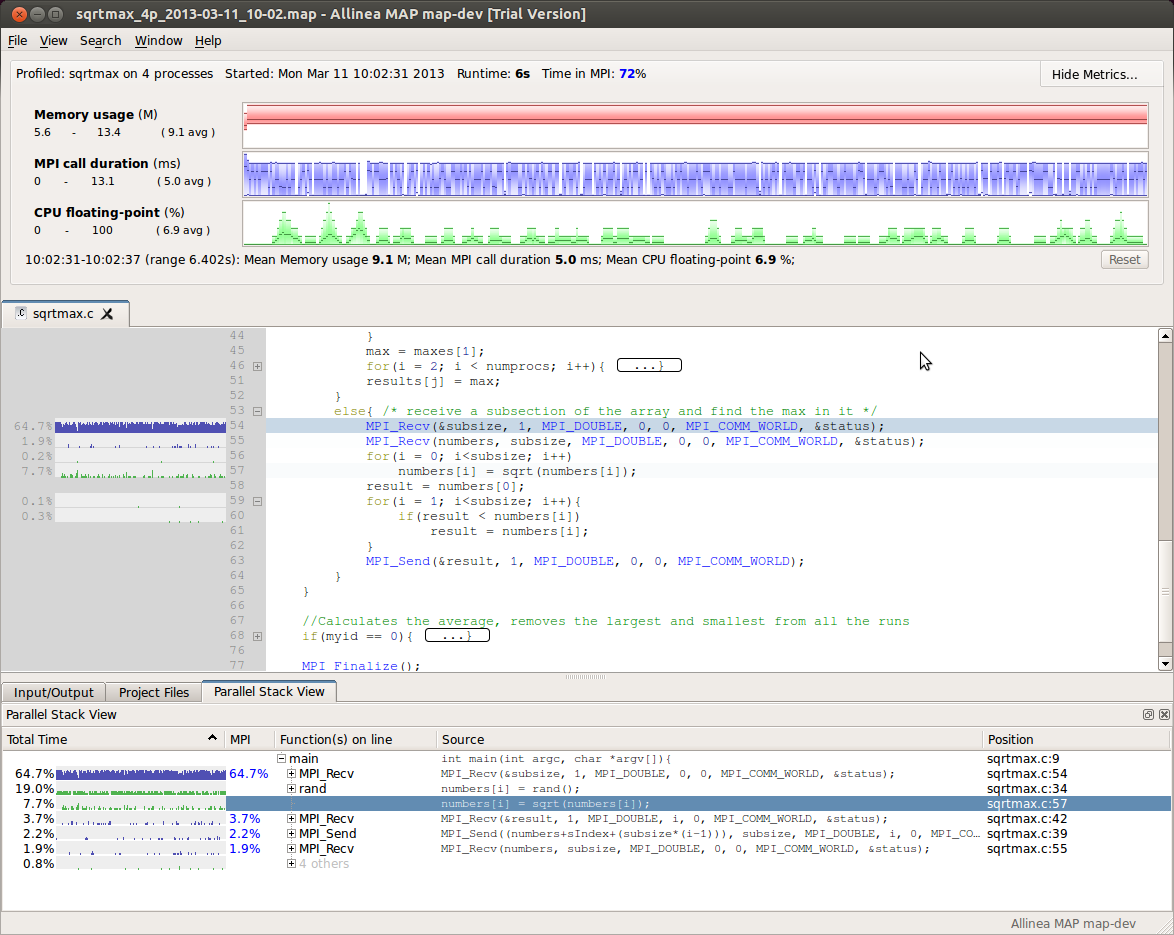 sqrtmax_4p_2013-03-11_10-02.map - Allinea MAP map-dev [Trial Version]
File View Search Window Help
Profiled: sqrtmax on 4 processes Started: Mon Mar 11 10:02:31 2013 Runtime: 6s Time in MPI: 72% Hide Metrics...
Memory usage (M)
5.6 - 13.4 ( 9.1 avg )
MPI call duration (ms)
0 - 13.1 ( 5.0 avg )
CPU floating-point (%)
0 - 100 ( 6.9 avg )
10:02:31-10:02:37 (range 6.402s): Mean Memory usage 9.1 M; Mean MPI call duration 5.0 ms; Mean CPU floating-point 6.9 %; Reset
.c sqrtmax.c
44 }
45 max = maxes[1];
46 for(i = 2; i < numprocs; i++){ ...}
51 results[j] = max;
52 }
53 else{ /* receive a subsection of the array and find the max in it */
64.7% 54 MPI_Recv(&subsize, 1, MPI_DOUBLE, 0, 0, MPI_COMM_WORLD, &status);
1.9% 55 MPI_Recv(numbers, subsize, MPI_DOUBLE, 0, 0, MPI_COMM_WORLD, &status);
0.2% 56 for(i = 0; i<subsize; i++)
7.7% 57 numbers[i] = sqrt(numbers[i]);
58 result = numbers[0];
0.1% 59 for(i = 1; i<subsize; i++){
0.3% 60 if(result < numbers[i])
61 result = numbers[i];
62 }
63 MPI_Send(&result, 1, MPI_DOUBLE, 0, 0, MPI_COMM_WORLD);
64 }
65 }
66
67 //Calculates the average, removes the largest and smallest from all the runs
68 if(myid == 0){ ...}
76
77 MPI_Finalize();
Input/Output Project Files Parallel Stack View
Parallel Stack View
Total Time MPI Function(s) on line Source Position
main int main(int argc, char *argv[]){ sqrtmax.c:9
64.7% 64.7% MPI_Recv MPI_Recv(&subsize, 1, MPI_DOUBLE, 0, 0, MPI_COMM_WORLD, &status); sqrtmax.c:54
19.0% rand numbers[i] = rand(); sqrtmax.c:34
7.7% numbers[i] = sqrt(numbers[i]); sqrtmax.c:57
3.7% 3.7% MPI_Recv MPI_Recv(&result, 1, MPI_DOUBLE, i, 0, MPI_COMM_WORLD, &status); sqrtmax.c:42
2.2% 2.2% MPI_Send MPI_Send((numbers+sIndex+(subsize*(i-1))), subsize, MPI_DOUBLE, i, 0, MPI_CO... sqrtmax.c:39
1.9% 1.9% MPI_Recv MPI_Recv(numbers, subsize, MPI_DOUBLE, 0, 0, MPI_COMM_WORLD, &status); sqrtmax.c:55
0.8% 4 others
Allinea MAP map-dev